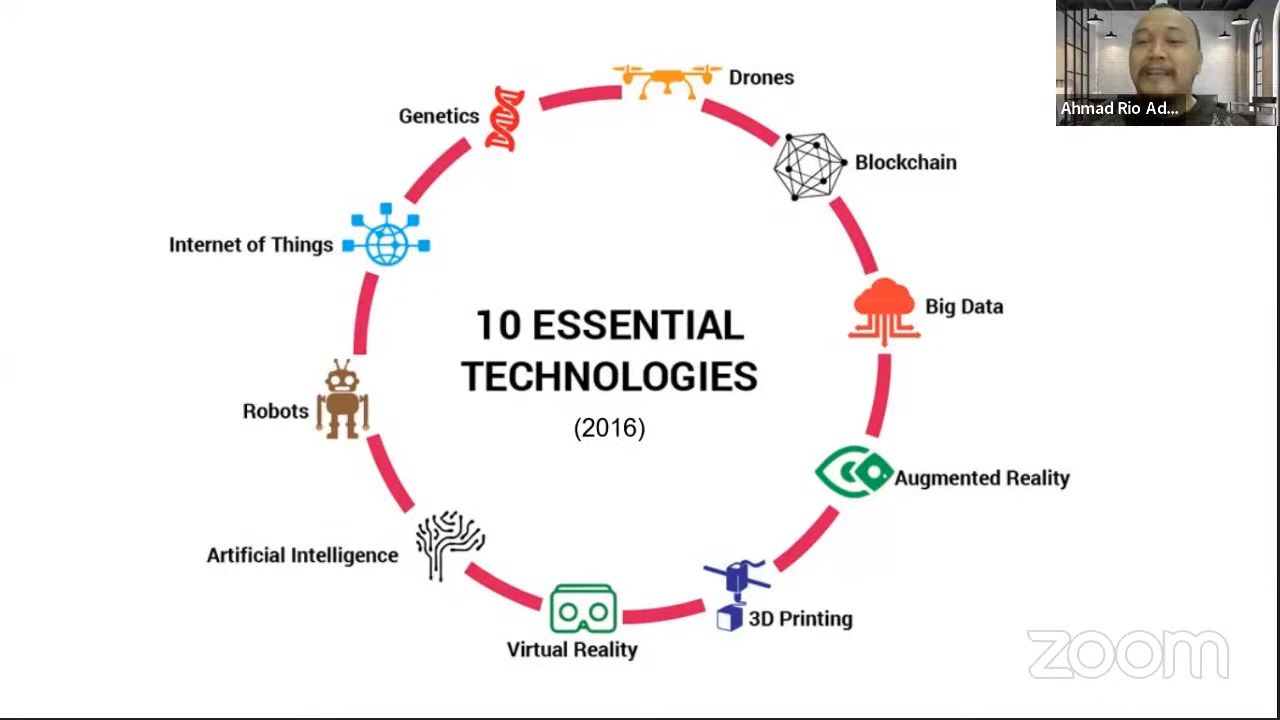 Ahmad Rio Ad...
Drones
Genetics
Blockchain
Internet of Things
10 ESSENTIAL
TECHNOLOGIES
(2016)
Big Data
Robots
Augmented Reality
Artificial Intelligence
3D Printing
Virtual Reality
zoom